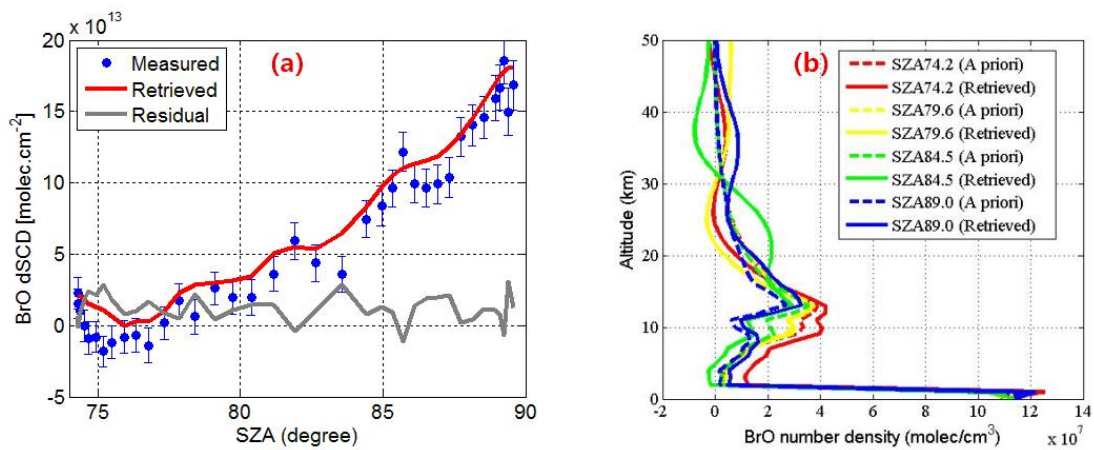 x 10^13
20
15
10
5
0
-5
75
80
85
90
BrO dSCD [molec.cm^-2]
SZA (degree)
Measured
Retrieved
Residual
(a)
50
40
30
20
10
0
-2
0
2
4
6
8
10
12
14
Altitude (km)
BrO number density (molec/cm^3)
x 10^7
(b)
SZA74.2 (A priori)
SZA74.2 (Retrieved)
SZA79.6 (A priori)
SZA79.6 (Retrieved)
SZA84.5 (A priori)
SZA84.5 (Retrieved)
SZA89.0 (A priori)
SZA89.0 (Retrieved)